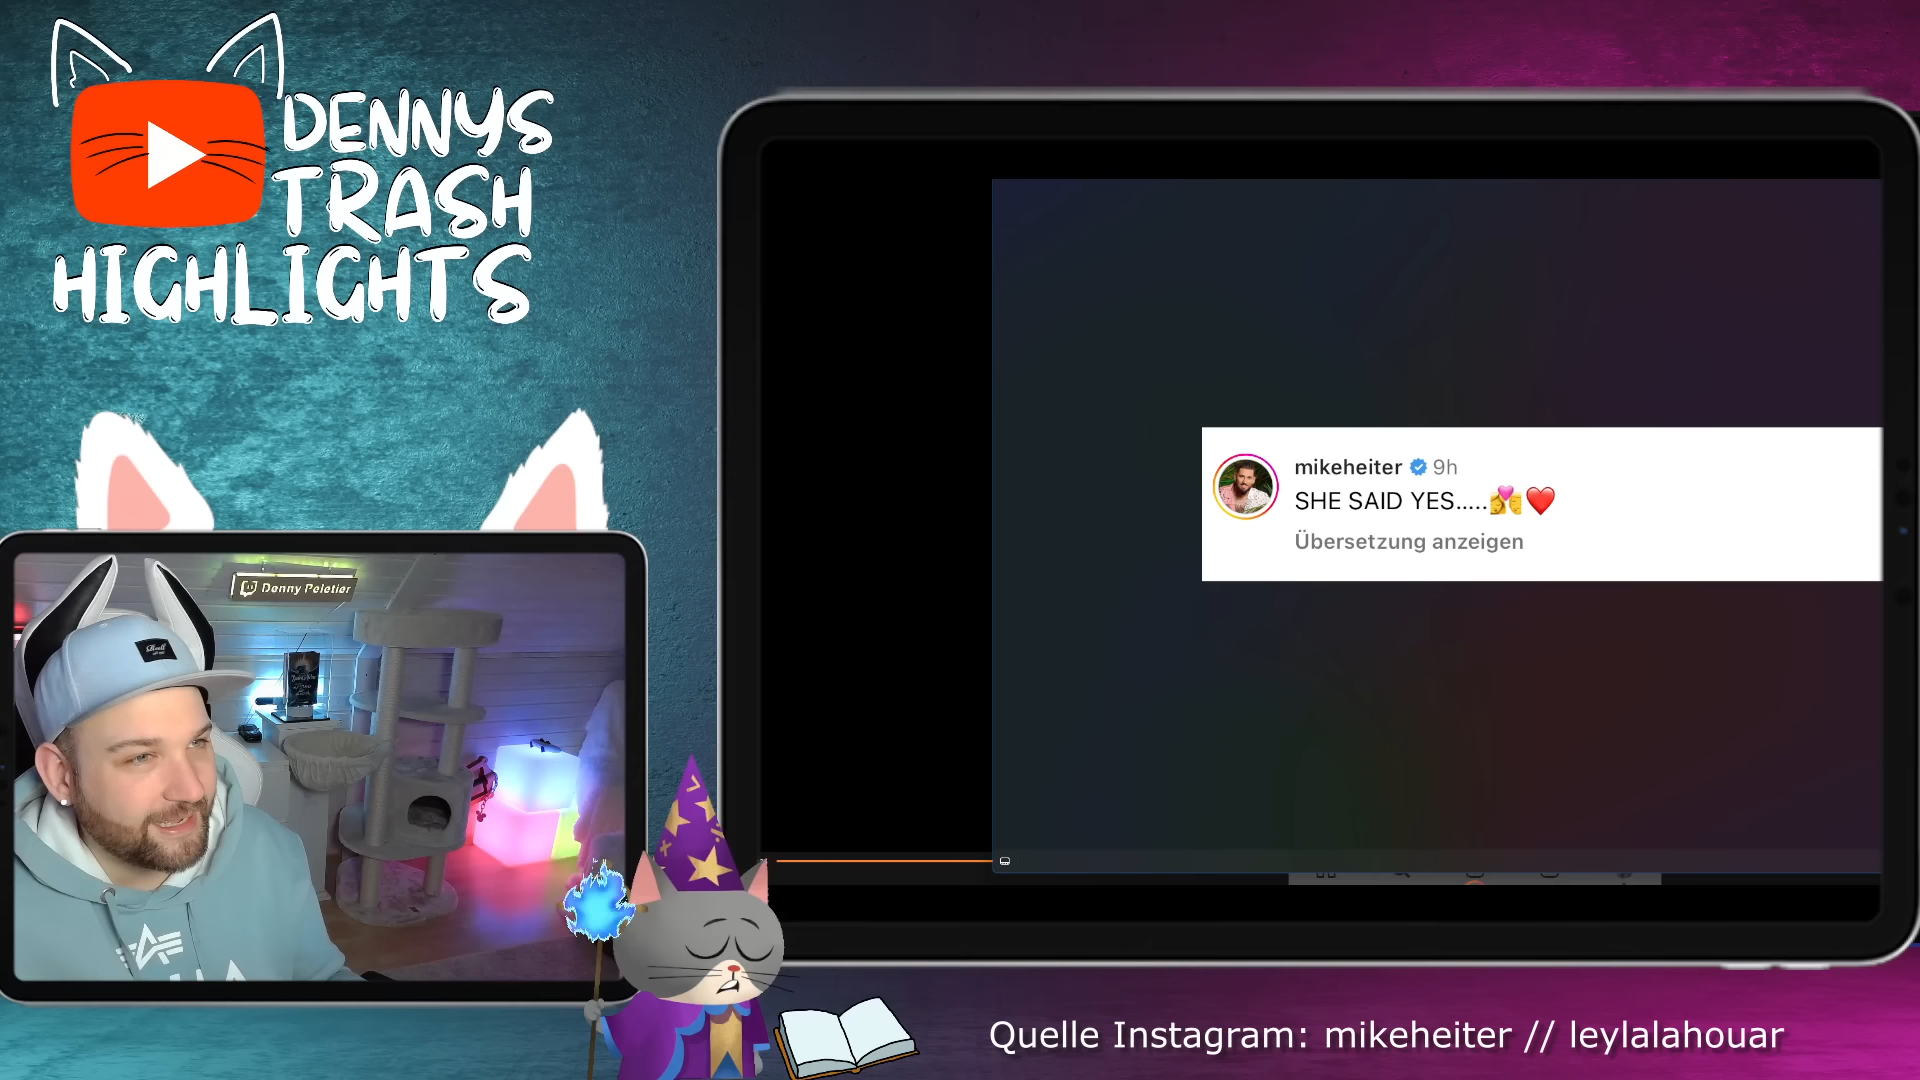 DENNYS
TRASH
HIGHLIGHTS
mikeheiter 9h
SHE SAID YES.....💏❤️
Übersetzung anzeigen
Denny Peletier
Quelle Instagram: mikeheiter // leylalahouar